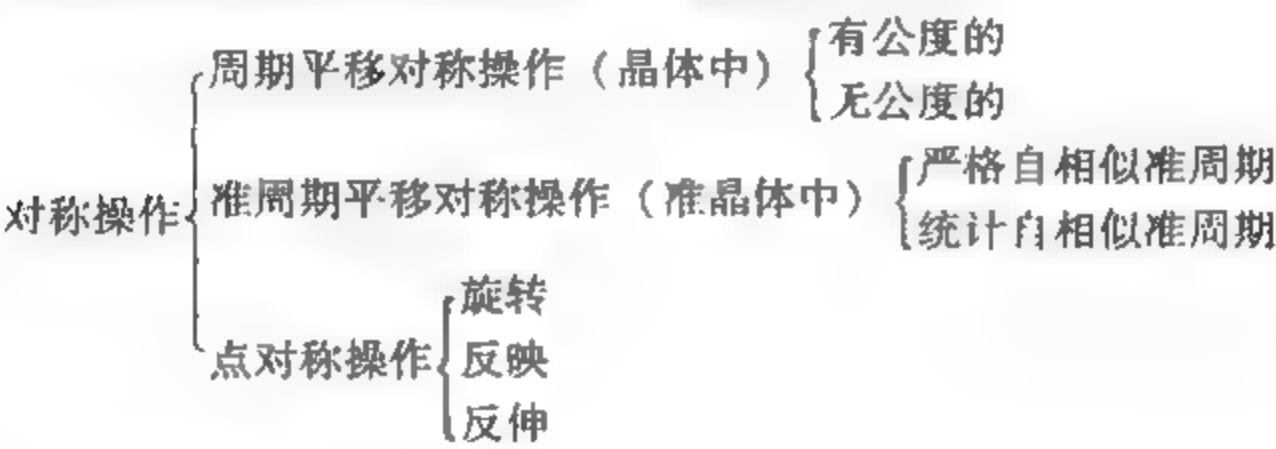 对称操作
周期平移对称操作（晶体中）
有公度的
无公度的
准周期平移对称操作（准晶体中）
严格自相似准周期
统计自相似准周期
点对称操作
旋转
反映
反伸